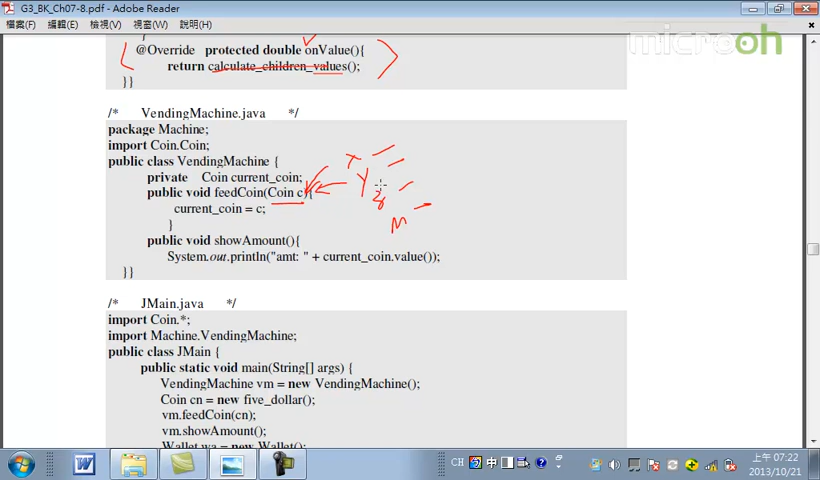 G3_BK_Ch07-8.pdf - Adobe Reader
檔案(F) 編輯(E) 檢視(V) 視窗(W) 說明(H)
microoh
}
@Override protected double onValue(){
return calculate_children_values();
}}
/* VendingMachine.java */
package Machine;
import Coin.Coin;
public class VendingMachine {
private Coin current_coin;
public void feedCoin(Coin c){
current_coin = c;
}
public void showAmount(){
System.out.println("amt: " + current_coin.value());
}}
X
Y
Z
M
/* JMain.java */
import Coin.*;
import Machine.VendingMachine;
public class JMain {
public static void main(String[] args) {
VendingMachine vm = new VendingMachine();
Coin cn = new five_dollar();
vm.feedCoin(cn);
vm.showAmount();
Wallet wa = new Wallet();
CH 中
上午 07:22
2013/10/21